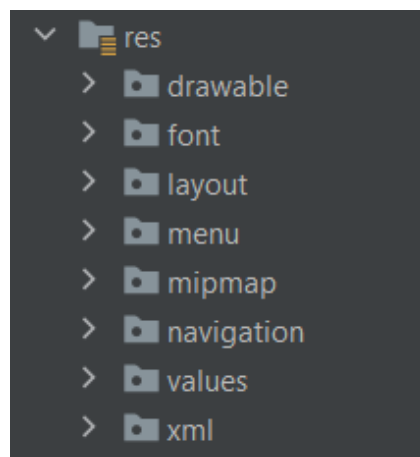 res
drawable
font
layout
menu
mipmap
navigation
values
xml